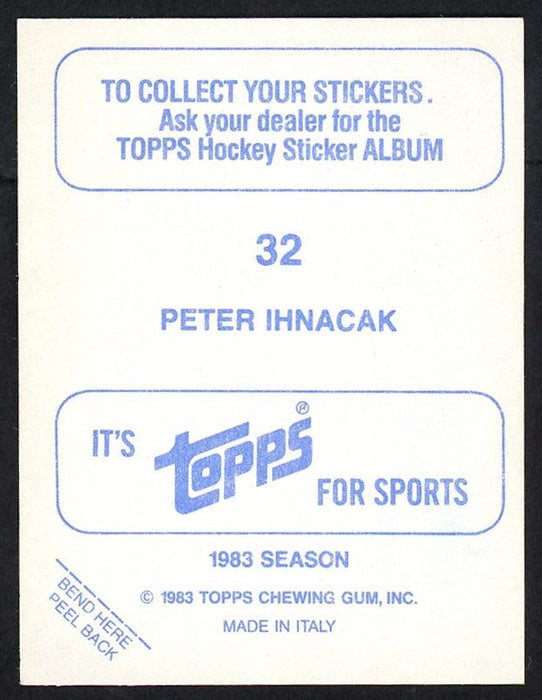 TO COLLECT YOUR STICKERS.
Ask your dealer for the
TOPPS Hockey Sticker ALBUM
32
PETER IHNACAK
IT'S topps® FOR SPORTS
1983 SEASON
© 1983 TOPPS CHEWING GUM, INC.
MADE IN ITALY
BEND HERE
PEEL BACK